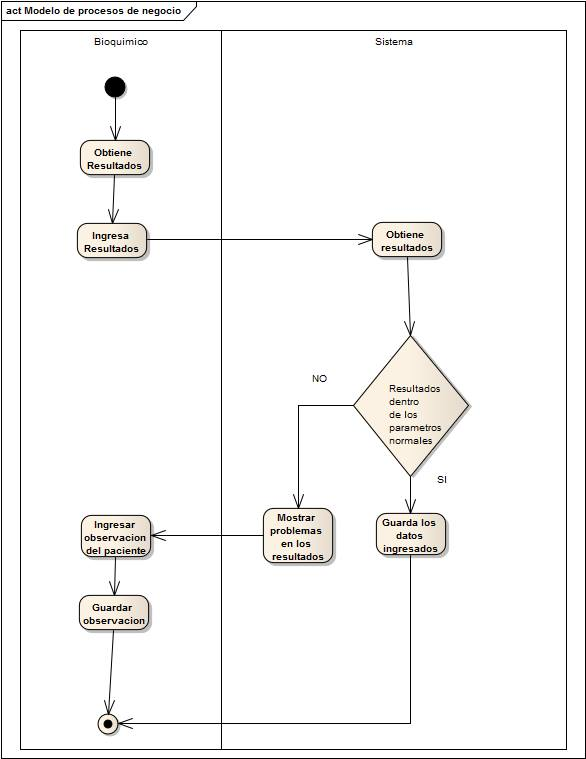 act Modelo de procesos de negocio
Bioquimico
Sistema
Obtiene
Resultados
Ingresa
Resultados
Obtiene
resultados
Resultados
dentro
de los
parametros
normales
NO
SI
Ingresar
observacion
del paciente
Mostrar
problemas
en los
resultados
Guarda los
datos
ingresados
Guardar
observacion